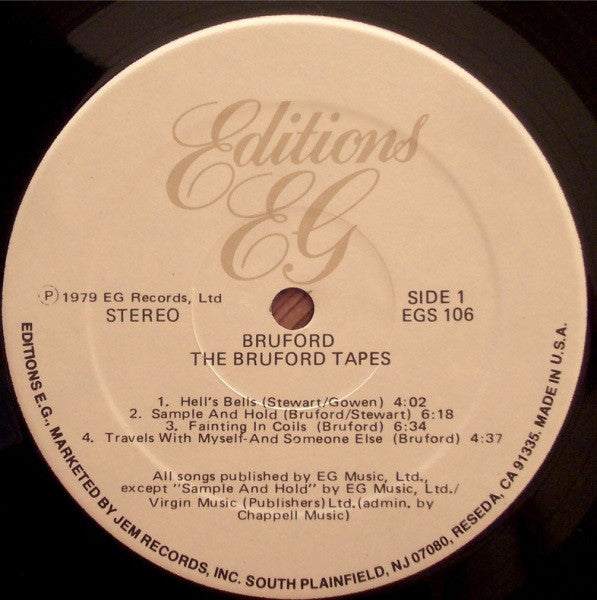 Editions
EG
Ⓟ 1979 EG Records, Ltd
STEREO
SIDE 1
EGS 106
BRUFORD
THE BRUFORD TAPES
1. Hell's Bells (Stewart/Gowen) 4:02
2. Sample And Hold (Bruford/Stewart) 6:18
3. Fainting In Coils (Bruford) 6:34
4. Travels With Myself-And Someone Else (Bruford) 4:37
All songs published by EG Music, Ltd.,
except "Sample And Hold" by EG Music, Ltd./
Virgin Music (Publishers) Ltd. (admin. by
Chappell Music)
EDITIONS E.G., MARKETED BY JEM RECORDS, INC. SOUTH PLAINFIELD, NJ 07080, RESEDA, CA 91335. MADE IN U.S.A.